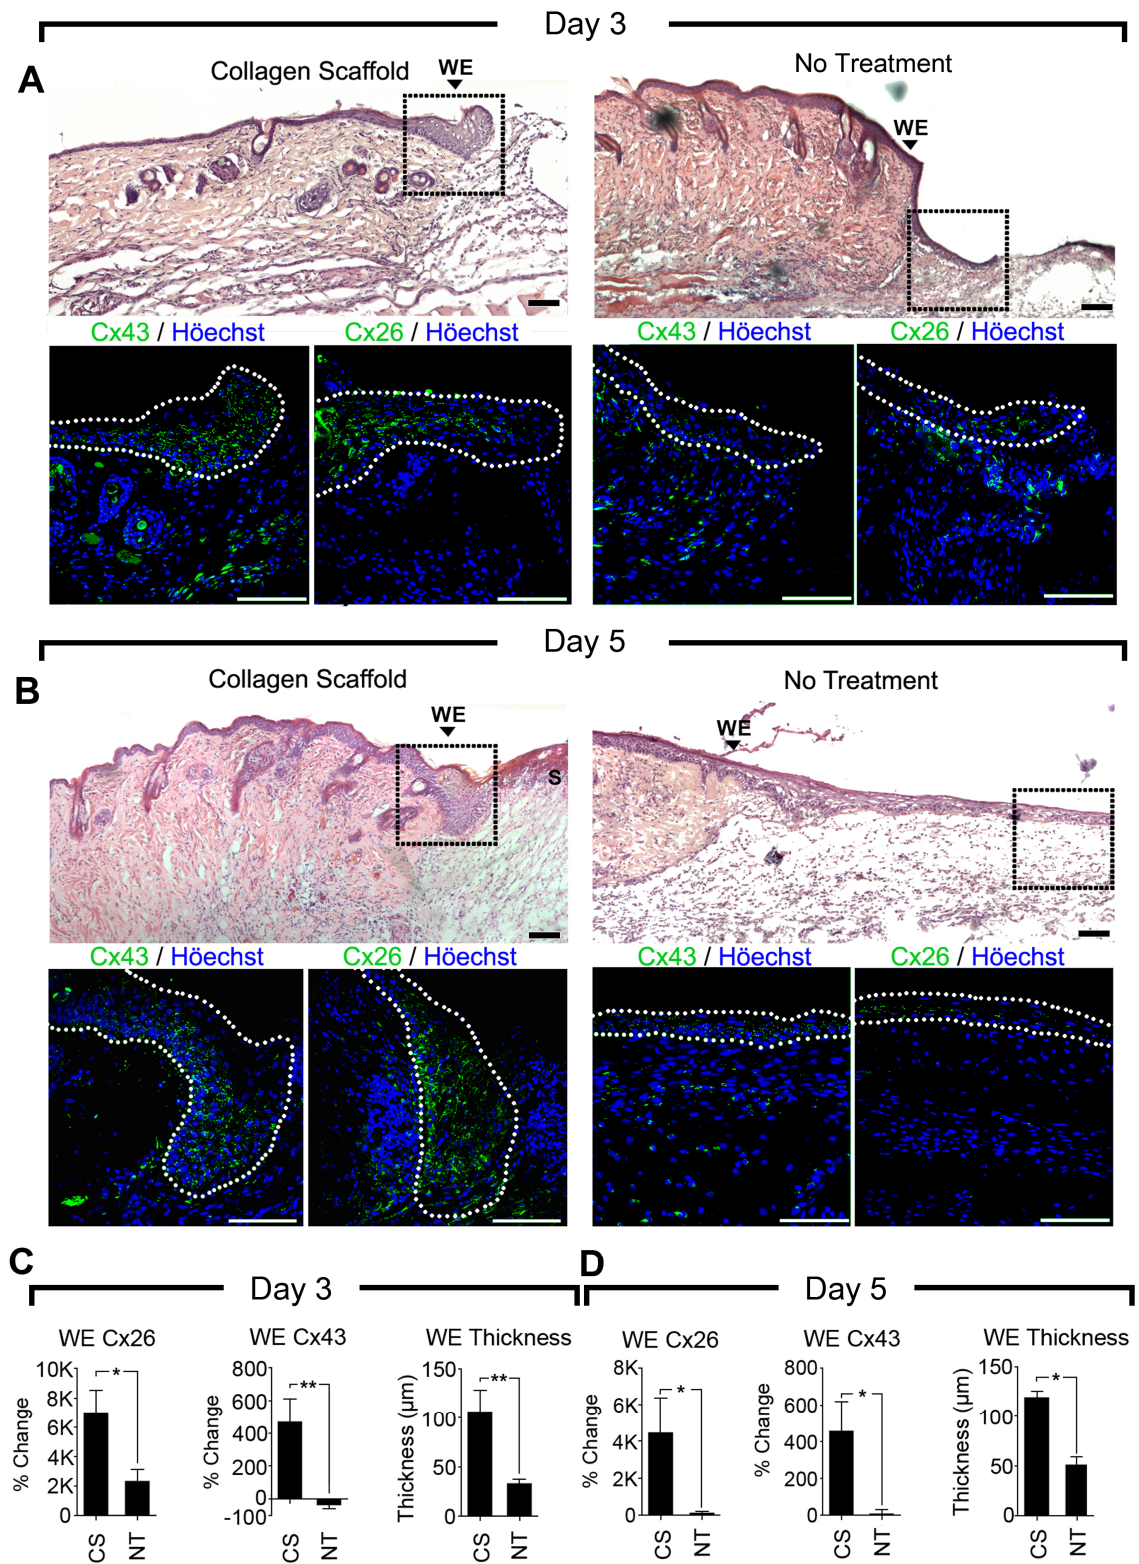 Day 3
A
Collagen Scaffold
WE
No Treatment
WE
Cx43 / Höechst
Cx26 / Höechst
Cx43 / Höechst
Cx26 / Höechst
Day 5
B
Collagen Scaffold
WE
S
No Treatment
WE
Cx43 / Höechst
Cx26 / Höechst
Cx43 / Höechst
Cx26 / Höechst
C
Day 3
WE Cx26
% Change
10K
8K
6K
4K
2K
0
*
CS
NT
WE Cx43
% Change
800
600
400
200
0
-100
**
CS
NT
WE Thickness
Thickness (µm)
150
100
50
0
**
CS
NT
D
Day 5
WE Cx26
% Change
8K
6K
4K
2K
0
*
CS
NT
WE Cx43
% Change
800
600
400
200
0
*
CS
NT
WE Thickness
Thickness (µm)
150
100
50
0
*
CS
NT